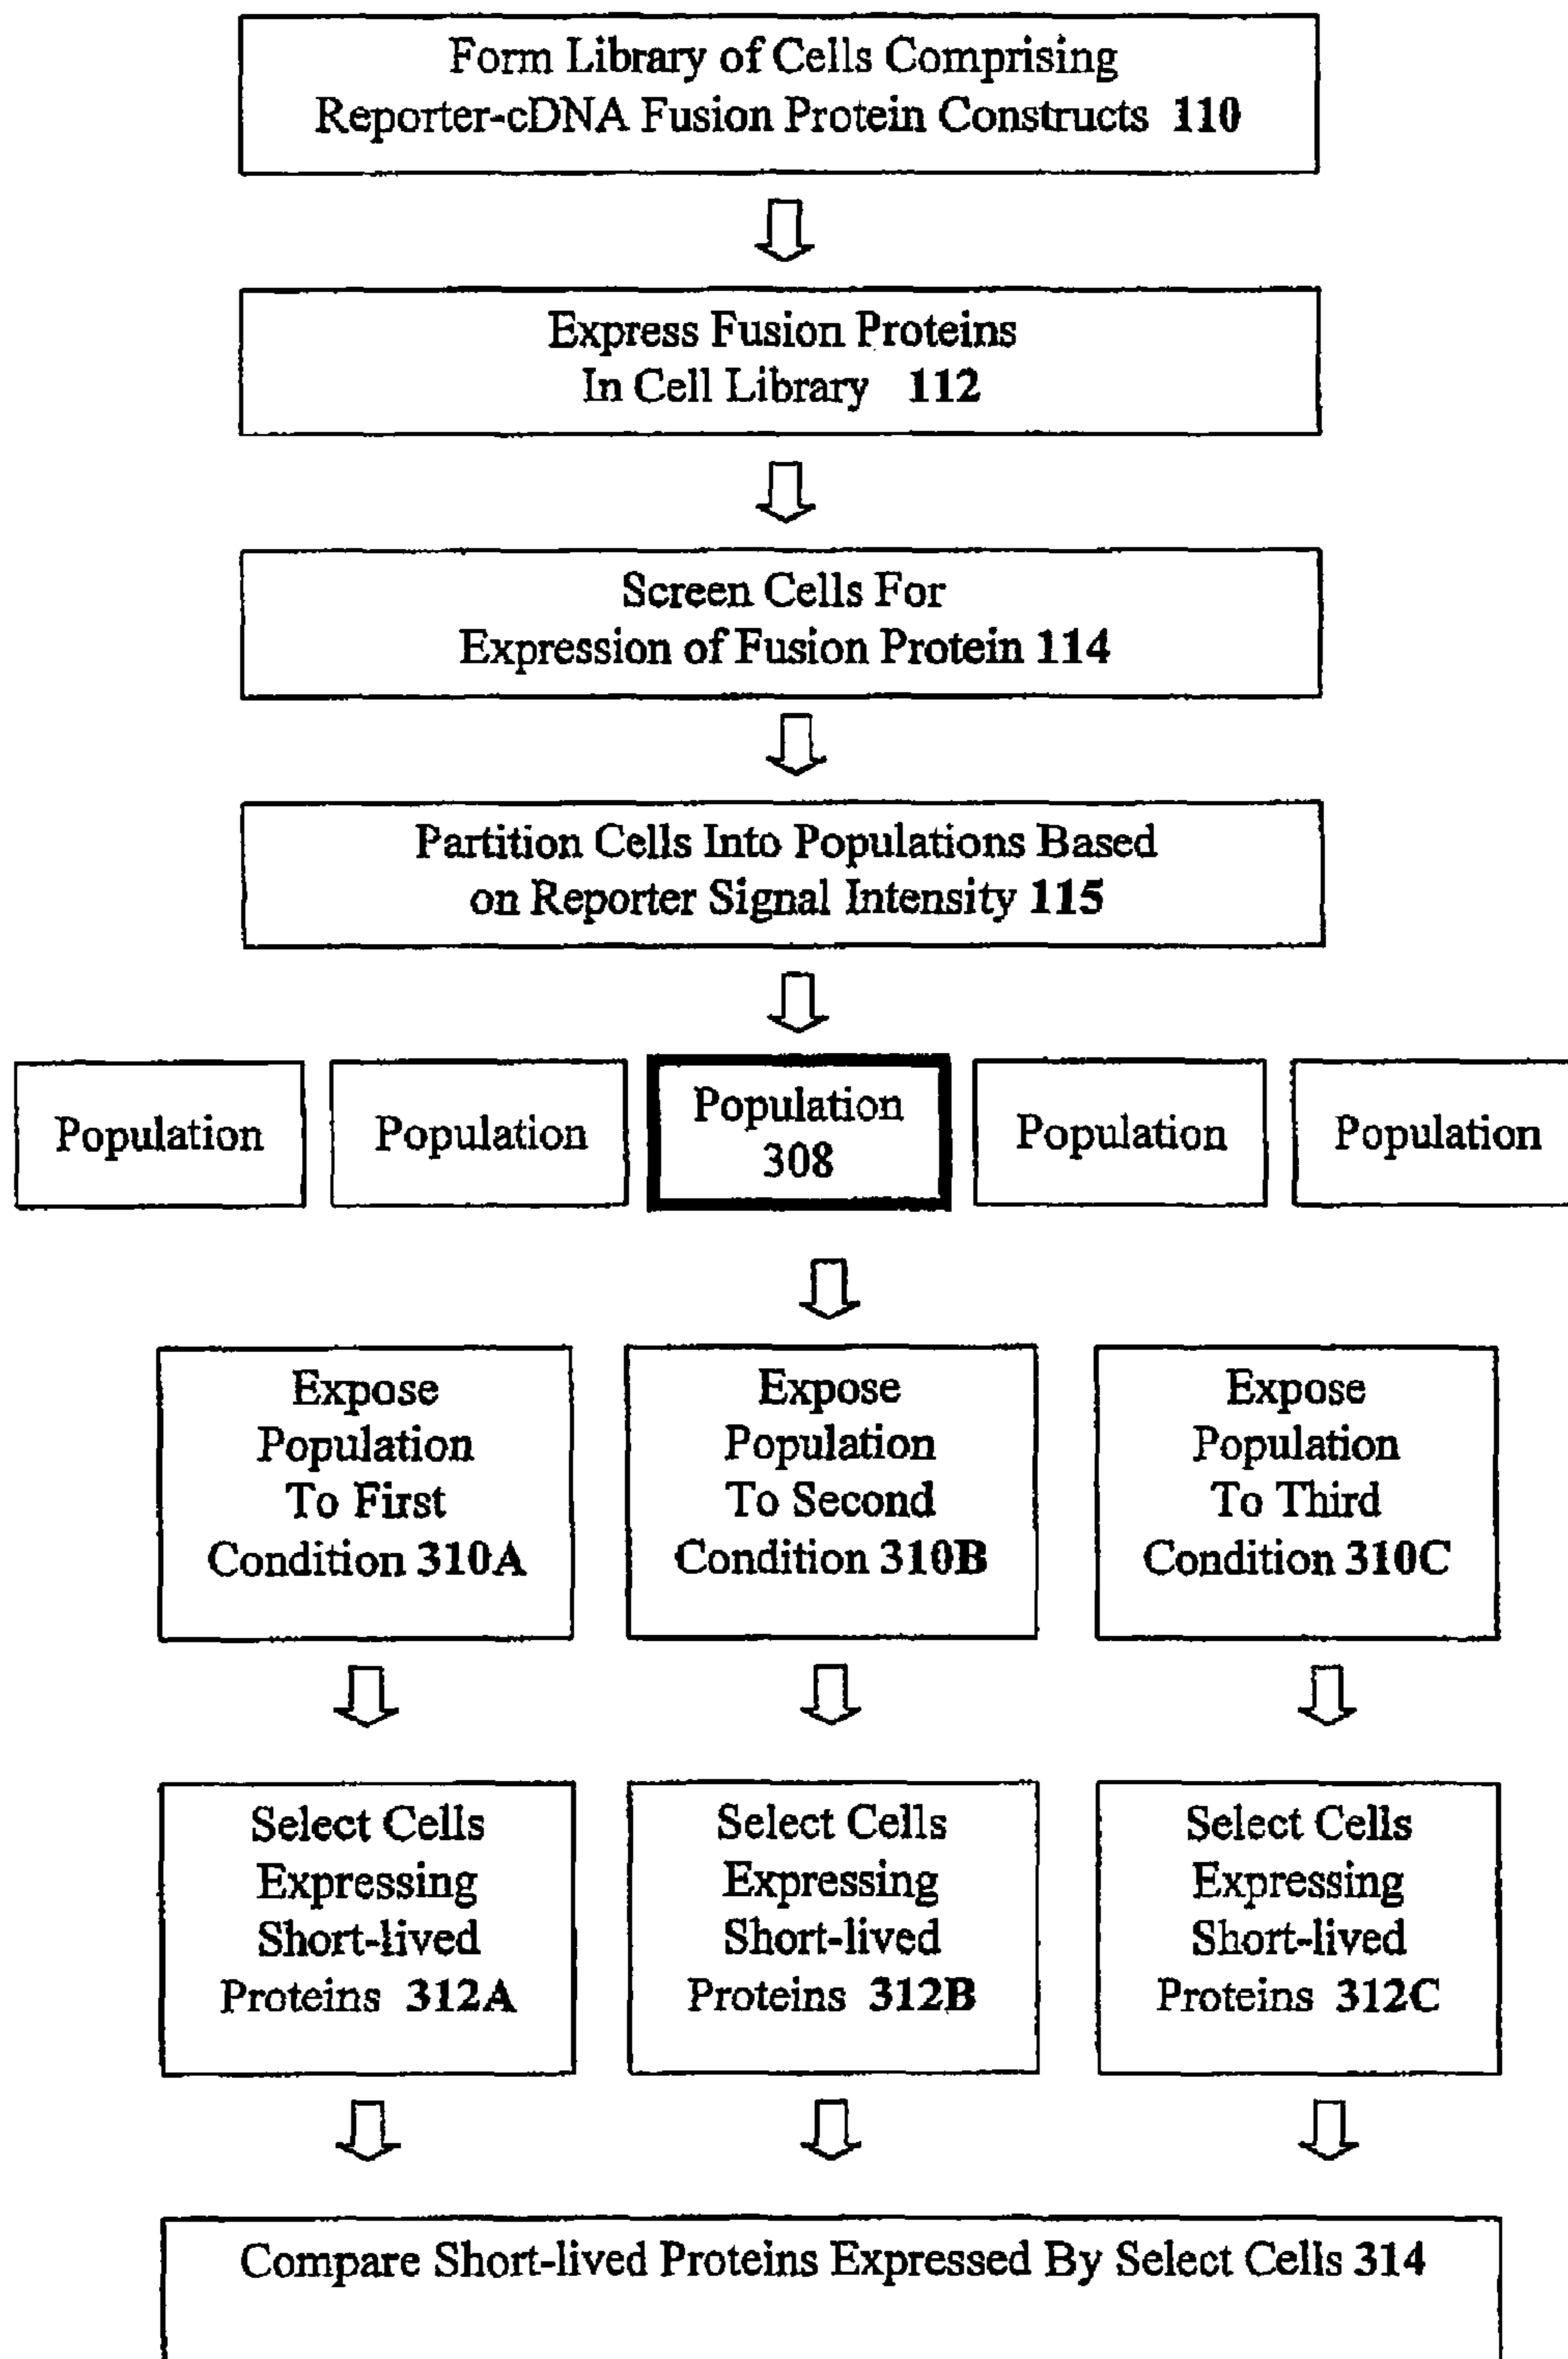 Form Library of Cells Comprising
Reporter-cDNA Fusion Protein Constructs 110
Express Fusion Proteins
In Cell Library 112
Screen Cells For
Expression of Fusion Protein 114
Partition Cells Into Populations Based
on Reporter Signal Intensity 115
Population
Population
Population
308
Population
Population
Expose
Population
To First
Condition 310A
Expose
Population
To Second
Condition 310B
Expose
Population
To Third
Condition 310C
Select Cells
Expressing
Short-lived
Proteins 312A
Select Cells
Expressing
Short-lived
Proteins 312B
Select Cells
Expressing
Short-lived
Proteins 312C
Compare Short-lived Proteins Expressed By Select Cells 314